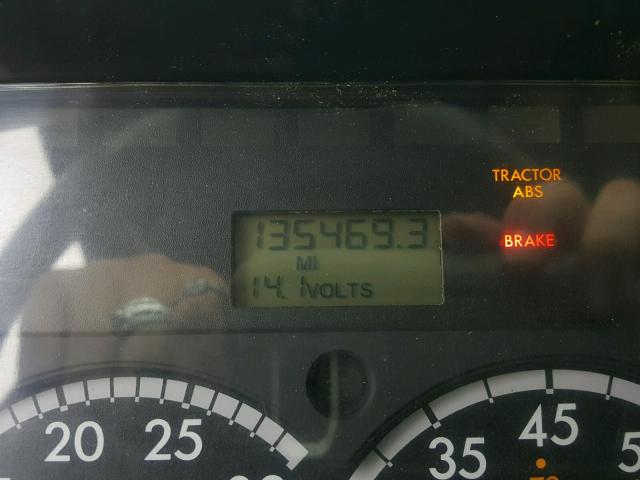 TRACTOR
ABS
135469.3
BRAKE
MI
14.1 VOLTS
20 25
35 45